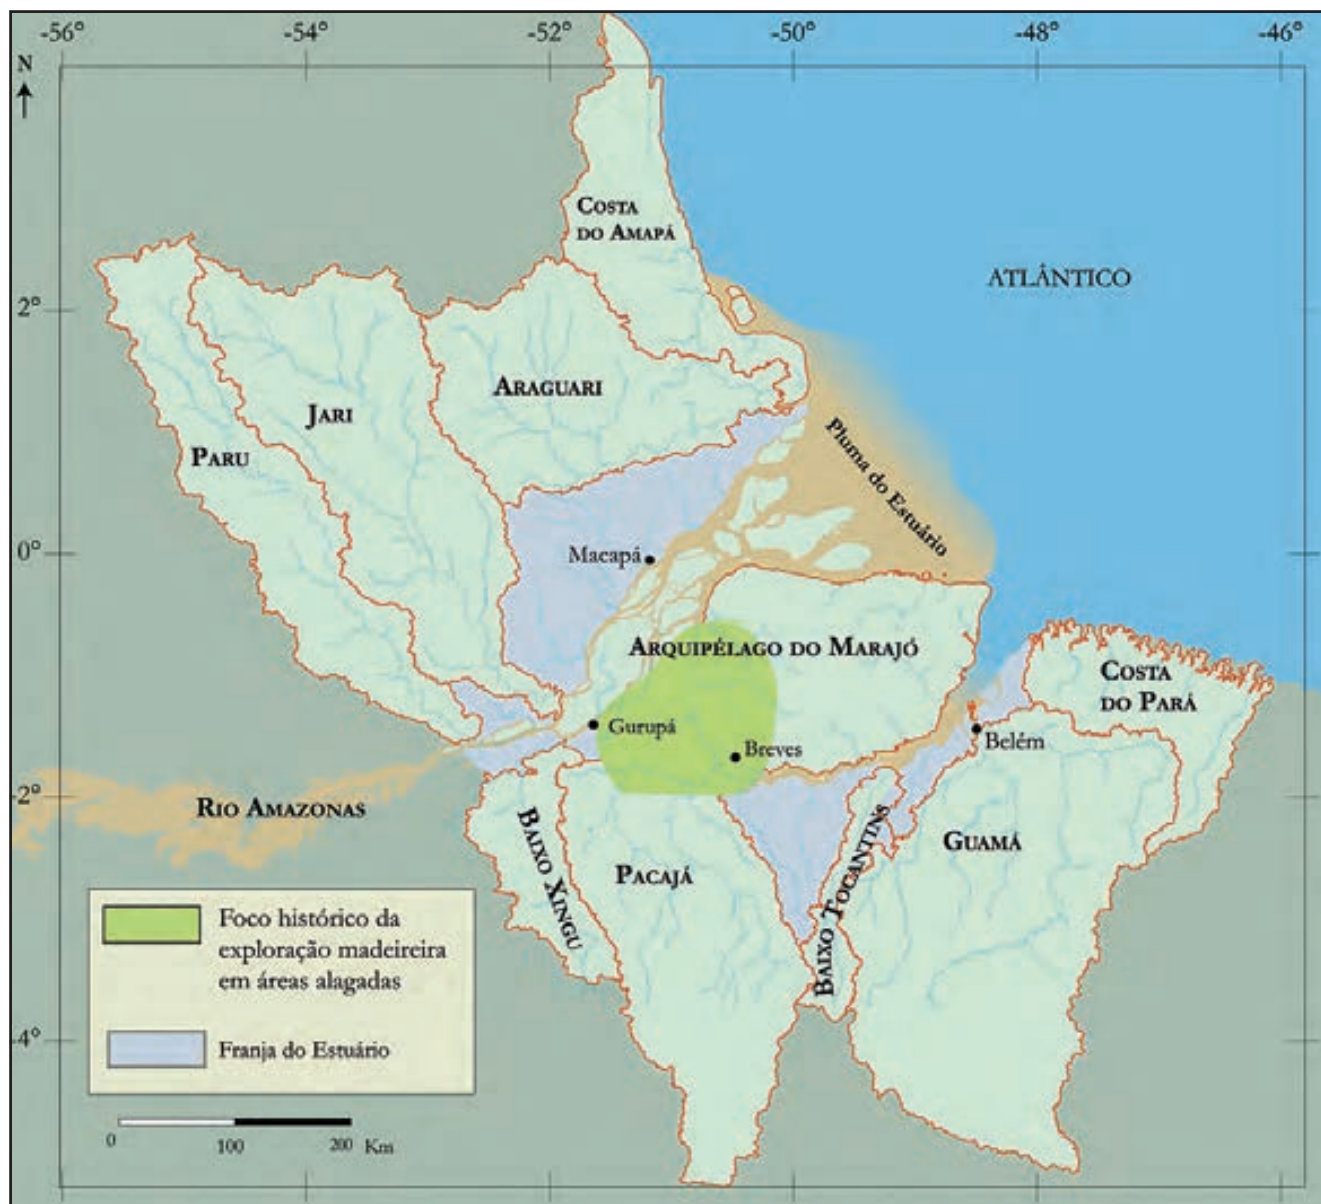 -56° -54° -52° -50° -48° -46°
N
COSTA
DO AMAPÁ
ATLÂNTICO
2°
ARAGUARI
JARI
PARU
Pluma do Estuário
0°
Macapá
ARQUIPÉLAGO DO MARAJÓ
COSTA
DO PARÁ
Gurupá
Breves
Belém
-2°
RIO AMAZONAS
BAIXO XINGU
PACAJÁ
BAIXO TOCANTINS
GUAMÁ
Foco histórico da
exploração madeireira
em áreas alagadas
-4°
Franja do Estuário
0 100 200 Km